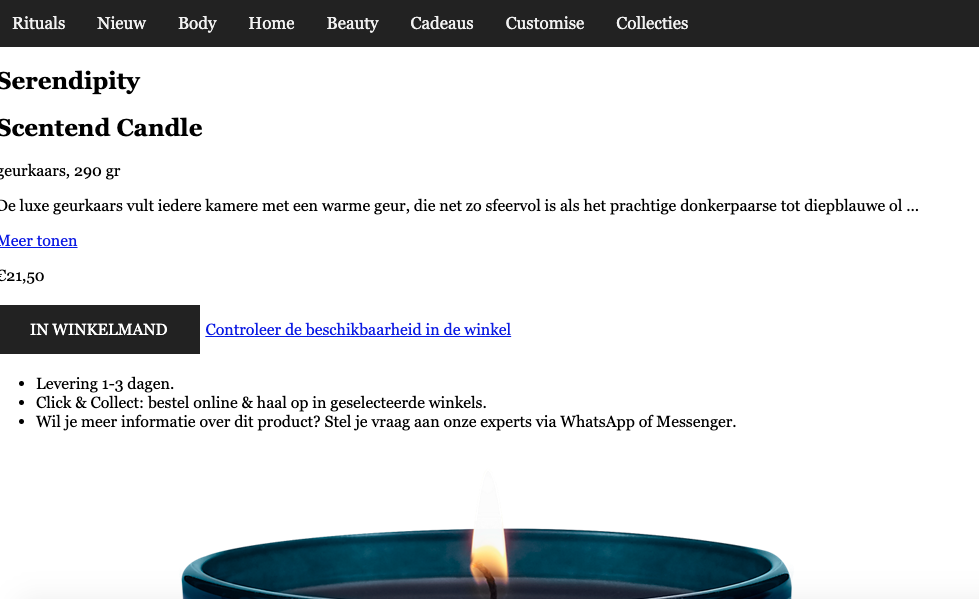 Rituals Nieuw Body Home Beauty Cadeaus Customise Collecties
Serendipity
Scentend Candle
geurkaars, 290 gr
De luxe geurkaars vult iedere kamere met een warme geur, die net zo sfeervol is als het prachtige donkerpaarse tot diepblauwe ol ...
Meer tonen
€21,50
IN WINKELMAND Controleer de beschikbaarheid in de winkel
• Levering 1-3 dagen.
• Click & Collect: bestel online & haal op in geselecteerde winkels.
• Wil je meer informatie over dit product? Stel je vraag aan onze experts via WhatsApp of Messenger.